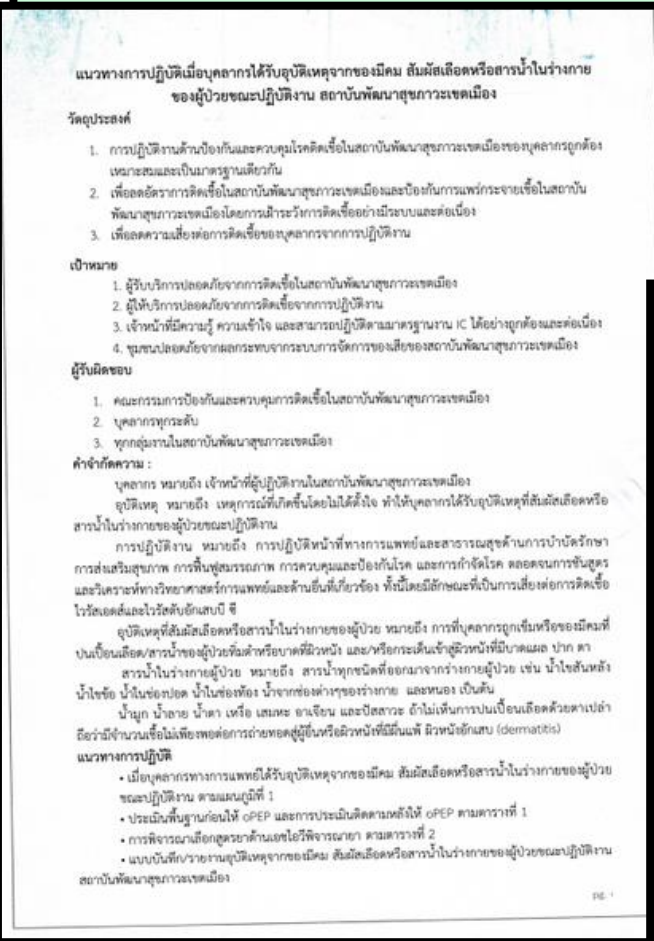 แนวทางการปฏิบัติเมื่อบุคลากรได้รับอุบัติเหตุจากของมีคม สัมผัสเลือดหรือสารน้ำในร่างกาย
ของผู้ป่วยขณะปฏิบัติงาน สถาบันพัฒนาสุขภาวะเขตเมือง
วัตถุประสงค์
1. การปฏิบัติงานด้านป้องกันและควบคุมโรคติดเชื้อในสถาบันพัฒนาสุขภาวะเขตเมืองของบุคลากรถูกต้อง
เหมาะสมและเป็นมาตรฐานเดียวกัน
2. เพื่อลดอัตราการติดเชื้อในสถาบันพัฒนาสุขภาวะเขตเมืองและป้องกันการแพร่กระจายเชื้อในสถาบัน
พัฒนาสุขภาวะเขตเมืองโดยการเฝ้าระวังการติดเชื้ออย่างมีระบบและต่อเนื่อง
3. เพื่อลดความเสี่ยงต่อการติดเชื้อของบุคลากรจากการปฏิบัติงาน
เป้าหมาย
1. ผู้รับบริการปลอดภัยจากการติดเชื้อในสถาบันพัฒนาสุขภาวะเขตเมือง
2. ผู้ให้บริการปลอดภัยจากการติดเชื้อจากการปฏิบัติงาน
3. เจ้าหน้าที่มีความรู้ ความเข้าใจ และสามารถปฏิบัติตามมาตรฐานงาน IC ได้อย่างถูกต้องและต่อเนื่อง
4. ชุมชนปลอดภัยจากผลกระทบจากระบบการจัดการของเสียของสถาบันพัฒนาสุขภาวะเขตเมือง
ผู้รับผิดชอบ
1. คณะกรรมการป้องกันและควบคุมการติดเชื้อในสถาบันพัฒนาสุขภาวะเขตเมือง
2. บุคลากรทุกระดับ
3. ทุกกลุ่มงานในสถาบันพัฒนาสุขภาวะเขตเมือง
คำจำกัดความ :
บุคลากร หมายถึง เจ้าหน้าที่ผู้ปฏิบัติงานในสถาบันพัฒนาสุขภาวะเขตเมือง
อุบัติเหตุ หมายถึง เหตุการณ์ที่เกิดขึ้นโดยไม่ได้ตั้งใจ ทำให้บุคลากรได้รับอุบัติเหตุที่สัมผัสเลือดหรือ
สารน้ำในร่างกายของผู้ป่วยขณะปฏิบัติงาน
การปฏิบัติงาน หมายถึง การปฏิบัติหน้าที่ทางการแพทย์และสาธารณสุขด้านการบำบัดรักษา
การส่งเสริมสุขภาพ การฟื้นฟูสมรรถภาพ การควบคุมและป้องกันโรค และการกำจัดโรค ตลอดจนการชันสูตร
และวิเคราะห์ทางวิทยาศาสตร์การแพทย์และด้านอื่นที่เกี่ยวข้อง ทั้งนี้โดยมีลักษณะที่เป็นการเสี่ยงต่อการติดเชื้อ
ไวรัสเอดส์และไวรัสตับอักเสบบี ซี
อุบัติเหตุที่สัมผัสเลือดหรือสารน้ำในร่างกายของผู้ป่วย หมายถึง การที่บุคลากรถูกเข็มหรือของมีคมที่
ปนเปื้อนเลือด/สารน้ำของผู้ป่วยทิ่มตำหรือบาดที่ผิวหนัง และ/หรือกระเด็นเข้าสู่ผิวหนังที่มีบาดแผล ปาก ตา
สารน้ำในร่างกายผู้ป่วย หมายถึง สารน้ำทุกชนิดที่ออกมาจากร่างกายผู้ป่วย เช่น น้ำไขสันหลัง
น้ำไขข้อ น้ำในช่องปอด น้ำในช่องท้อง น้ำจากช่องต่างๆของร่างกาย และหนอง เป็นต้น
น้ำมูก น้ำลาย น้ำตา เหงื่อ เสมหะ อาเจียน และปัสสาวะ ถ้าไม่เห็นการปนเปื้อนเลือดด้วยตาเปล่า
ถือว่ามีจำนวนเชื้อไม่เพียงพอต่อการถ่ายทอดสู่ผู้อื่นหรือผิวหนังที่มีผื่นแพ้ ผิวหนังอักเสบ (dermatitis)
แนวทางการปฏิบัติ
• เมื่อบุคลากรทางการแพทย์ได้รับอุบัติเหตุจากของมีคม สัมผัสเลือดหรือสารน้ำในร่างกายของผู้ป่วย
ขณะปฏิบัติงาน ตามแผนภูมิที่ 1
• ประเมินพื้นฐานก่อนให้ oPEP และการประเมินติดตามหลังให้ oPEP ตามตารางที่ 1
• การพิจารณาเลือกสูตรยาต้านเอชไอวีพิจารณายา ตามตารางที่ 2
• แบบบันทึก/รายงานอุบัติเหตุจากของมีคม สัมผัสเลือดหรือสารน้ำในร่างกายของผู้ป่วยขณะปฏิบัติงาน
สถาบันพัฒนาสุขภาวะเขตเมือง